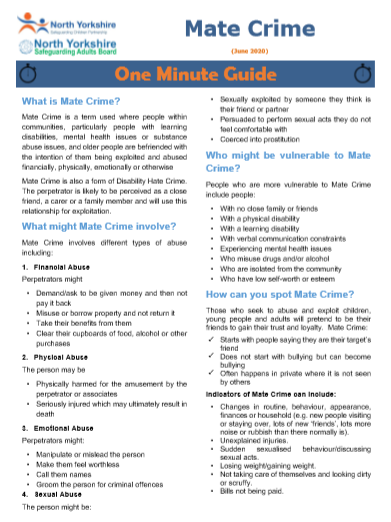 North Yorkshire
Safeguarding Children Partnership
North Yorkshire
Safeguarding Adults Board
Mate Crime
(June 2020)
One Minute Guide
What is Mate Crime?
Mate Crime is a term used where people within
communities, particularly people with learning
disabilities, mental health issues or substance
abuse issues, and older people are befriended with
the intention of them being exploited and abused
financially, physically, emotionally or otherwise
Mate Crime is also a form of Disability Hate Crime.
The perpetrator is likely to be perceived as a close
friend, a carer or a family member and will use this
relationship for exploitation.
What might Mate Crime involve?
Mate Crime involves different types of abuse
including:
1. Financial Abuse
Perpetrators might
• Demand/ask to be given money and then not
pay it back
• Misuse or borrow property and not return it
• Take their benefits from them
• Clear their cupboards of food, alcohol or other
purchases
2. Physical Abuse
The person may be
• Physically harmed for the amusement by the
perpetrator or associates
• Seriously injured which may ultimately result in
death
3. Emotional Abuse
Perpetrators might:
• Manipulate or mislead the person
• Make them feel worthless
• Call them names
• Groom the person for criminal offences
4. Sexual Abuse
The person might be:
• Sexually exploited by someone they think is
their friend or partner
• Persuaded to perform sexual acts they do not
feel comfortable with
• Coerced into prostitution
Who might be vulnerable to Mate
Crime?
People who are more vulnerable to Mate Crime
include people:
• With no close family or friends
• With a physical disability
• With a learning disability
• With verbal communication constraints
• Experiencing mental health issues
• Who misuse drugs and/or alcohol
• Who are isolated from the community
• Who have low self-worth or esteem
How can you spot Mate Crime?
Those who seek to abuse and exploit children,
young people and adults will pretend to be their
friends to gain their trust and loyalty. Mate Crime:
✓ Starts with people saying they are their target's
friend
✓ Does not start with bullying but can become
bullying
✓ Often happens in private where it is not seen
by others
Indicators of Mate Crime can include:
• Changes in routine, behaviour, appearance,
finances or household (e.g. new people visiting
or staying over, lots of new 'friends', lots more
noise or rubbish than there normally is).
• Unexplained injuries.
• Sudden sexualised behaviour/discussing
sexual acts.
• Losing weight/gaining weight.
• Not taking care of themselves and looking dirty
or scruffy.
• Bills not being paid.